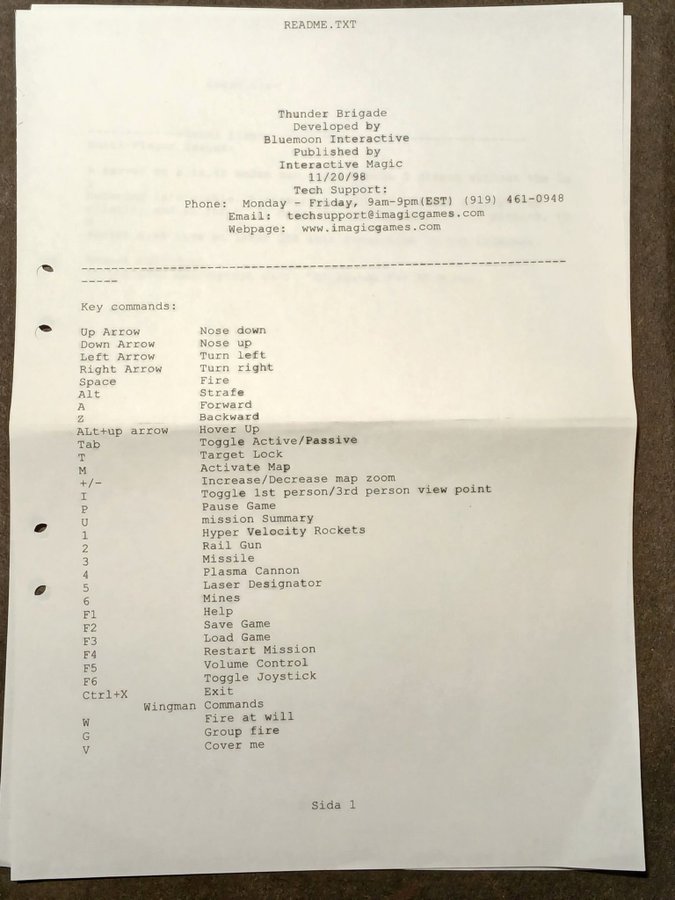 README.TXT
Thunder Brigade
Developed by
Bluemoon Interactive
Published by
Interactive Magic
11/20/98
Tech Support:
Phone: Monday - Friday, 9am-9pm(EST) (919) 461-0948
Email: techsupport@imagicgames.com
Webpage: www.imagicgames.com
--------------------------------------------------------------------------
-----
Key commands:
Up Arrow Nose down
Down Arrow Nose up
Left Arrow Turn left
Right Arrow Turn right
Space Fire
Alt Strafe
A Forward
Z Backward
ALt+up arrow Hover Up
Tab Toggle Active/Passive
T Target Lock
M Activate Map
+/- Increase/Decrease map zoom
I Toggle 1st person/3rd person view point
P Pause Game
U mission Summary
1 Hyper Velocity Rockets
2 Rail Gun
3 Missile
4 Plasma Cannon
5 Laser Designator
6 Mines
F1 Help
F2 Save Game
F3 Load Game
F4 Restart Mission
F5 Volume Control
F6 Toggle Joystick
Ctrl+X Exit
Wingman Commands
W Fire at will
G Group fire
V Cover me
Sida 1